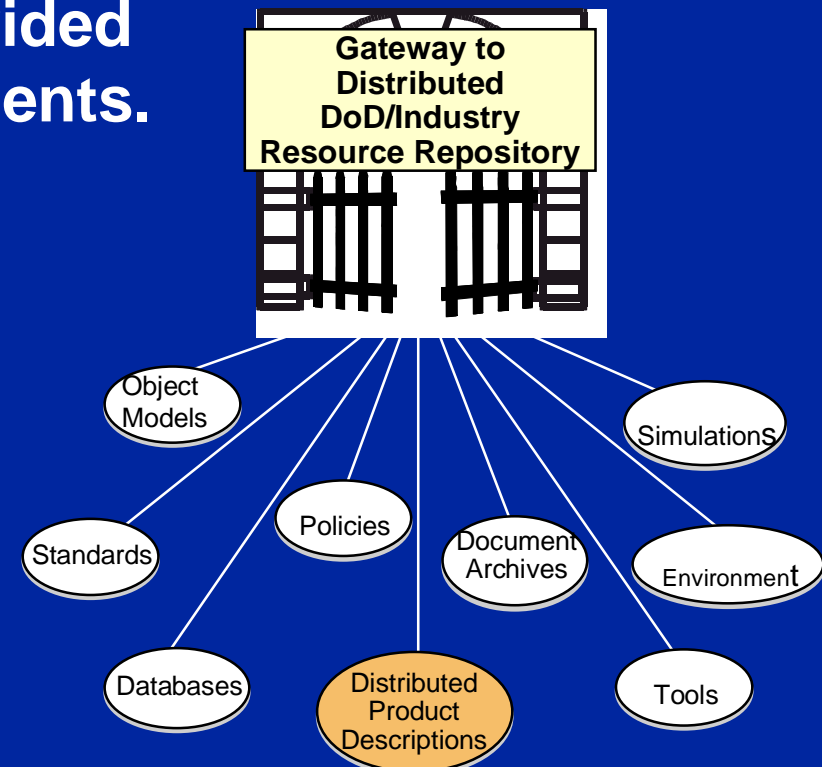 ided
ents.
Gateway to
Distributed
DoD/Industry
Resource Repository
Object
Models
Simulations
Policies
Standards
Document
Archives
Environment
Databases
Distributed
Product
Descriptions
Tools